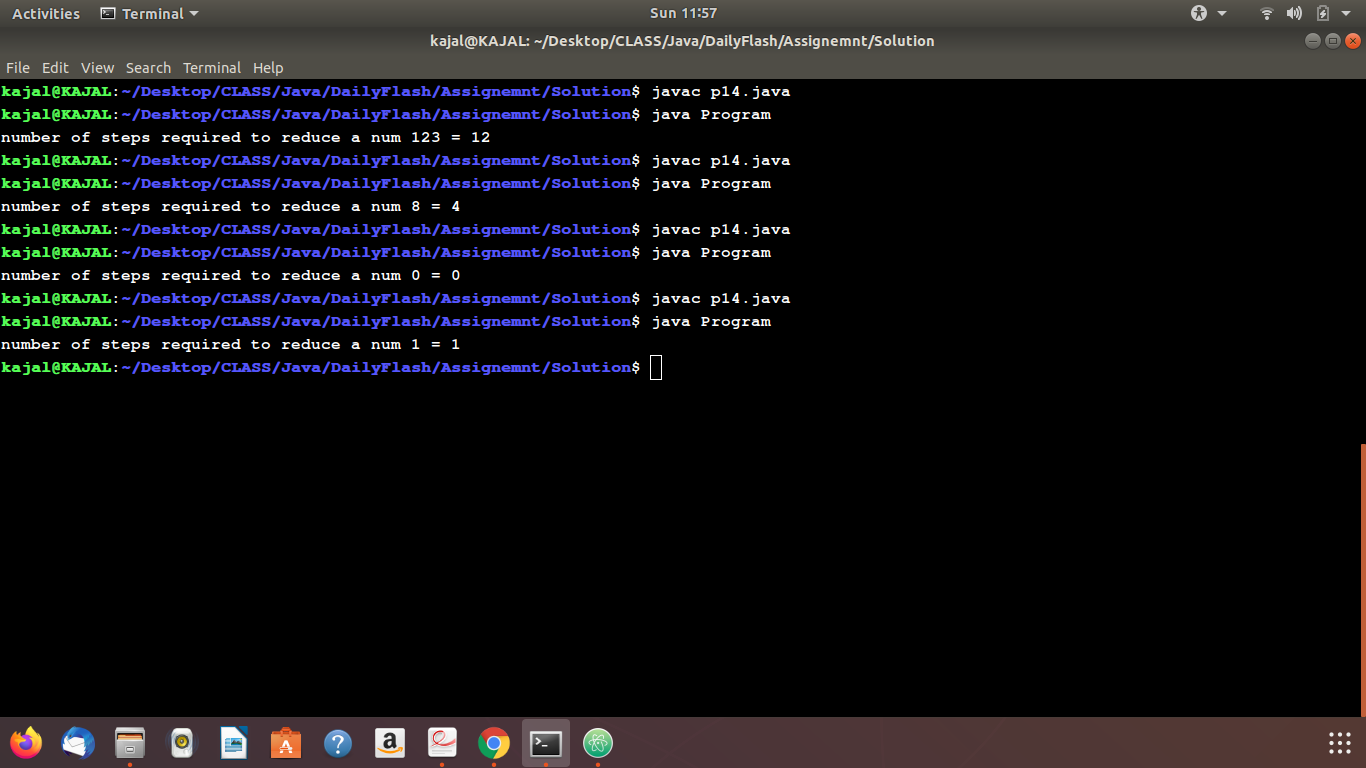 Activities Terminal Sun 11:57
kajal@KAJAL: ~/Desktop/CLASS/Java/DailyFlash/Assignemnt/Solution
File Edit View Search Terminal Help
kajal@KAJAL:~/Desktop/CLASS/Java/DailyFlash/Assignemnt/Solution$ javac p14.java
kajal@KAJAL:~/Desktop/CLASS/Java/DailyFlash/Assignemnt/Solution$ java Program
number of steps required to reduce a num 123 = 12
kajal@KAJAL:~/Desktop/CLASS/Java/DailyFlash/Assignemnt/Solution$ javac p14.java
kajal@KAJAL:~/Desktop/CLASS/Java/DailyFlash/Assignemnt/Solution$ java Program
number of steps required to reduce a num 8 = 4
kajal@KAJAL:~/Desktop/CLASS/Java/DailyFlash/Assignemnt/Solution$ javac p14.java
kajal@KAJAL:~/Desktop/CLASS/Java/DailyFlash/Assignemnt/Solution$ java Program
number of steps required to reduce a num 0 = 0
kajal@KAJAL:~/Desktop/CLASS/Java/DailyFlash/Assignemnt/Solution$ javac p14.java
kajal@KAJAL:~/Desktop/CLASS/Java/DailyFlash/Assignemnt/Solution$ java Program
number of steps required to reduce a num 1 = 1
kajal@KAJAL:~/Desktop/CLASS/Java/DailyFlash/Assignemnt/Solution$